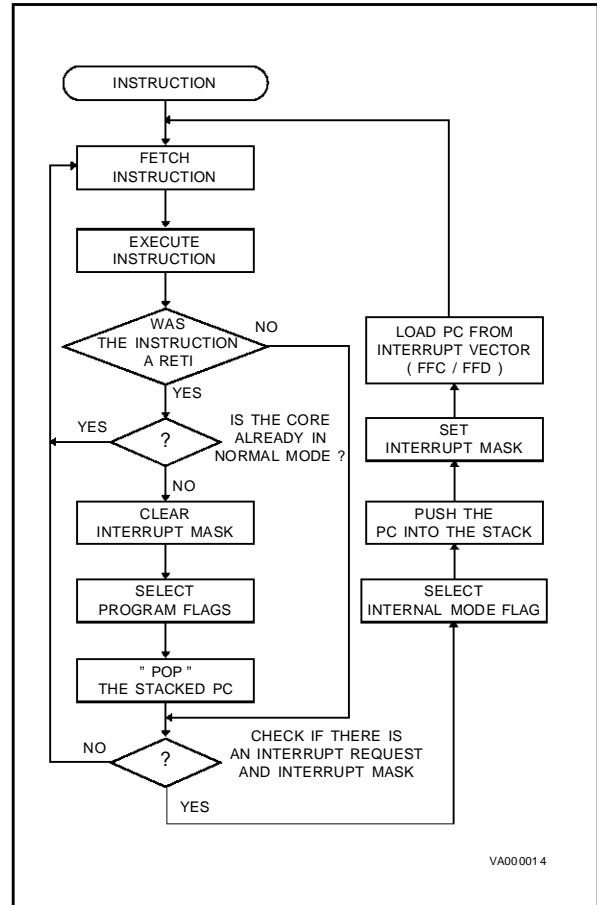 INSTRUCTION
FETCH
INSTRUCTION
EXECUTE
INSTRUCTION
WAS
THE INSTRUCTION
A RETI
NO
YES
?
YES
IS THE CORE
ALREADY IN
NORMAL MODE ?
NO
CLEAR
INTERRUPT MASK
SELECT
PROGRAM FLAGS
" POP "
THE STACKED PC
?
NO
CHECK IF THERE IS
AN INTERRUPT REQUEST
AND INTERRUPT MASK
YES
LOAD PC FROM
INTERRUPT VECTOR
( FFC / FFD )
SET
INTERRUPT MASK
PUSH THE
PC INTO THE STACK
SELECT
INTERNAL MODE FLAG
VA000014